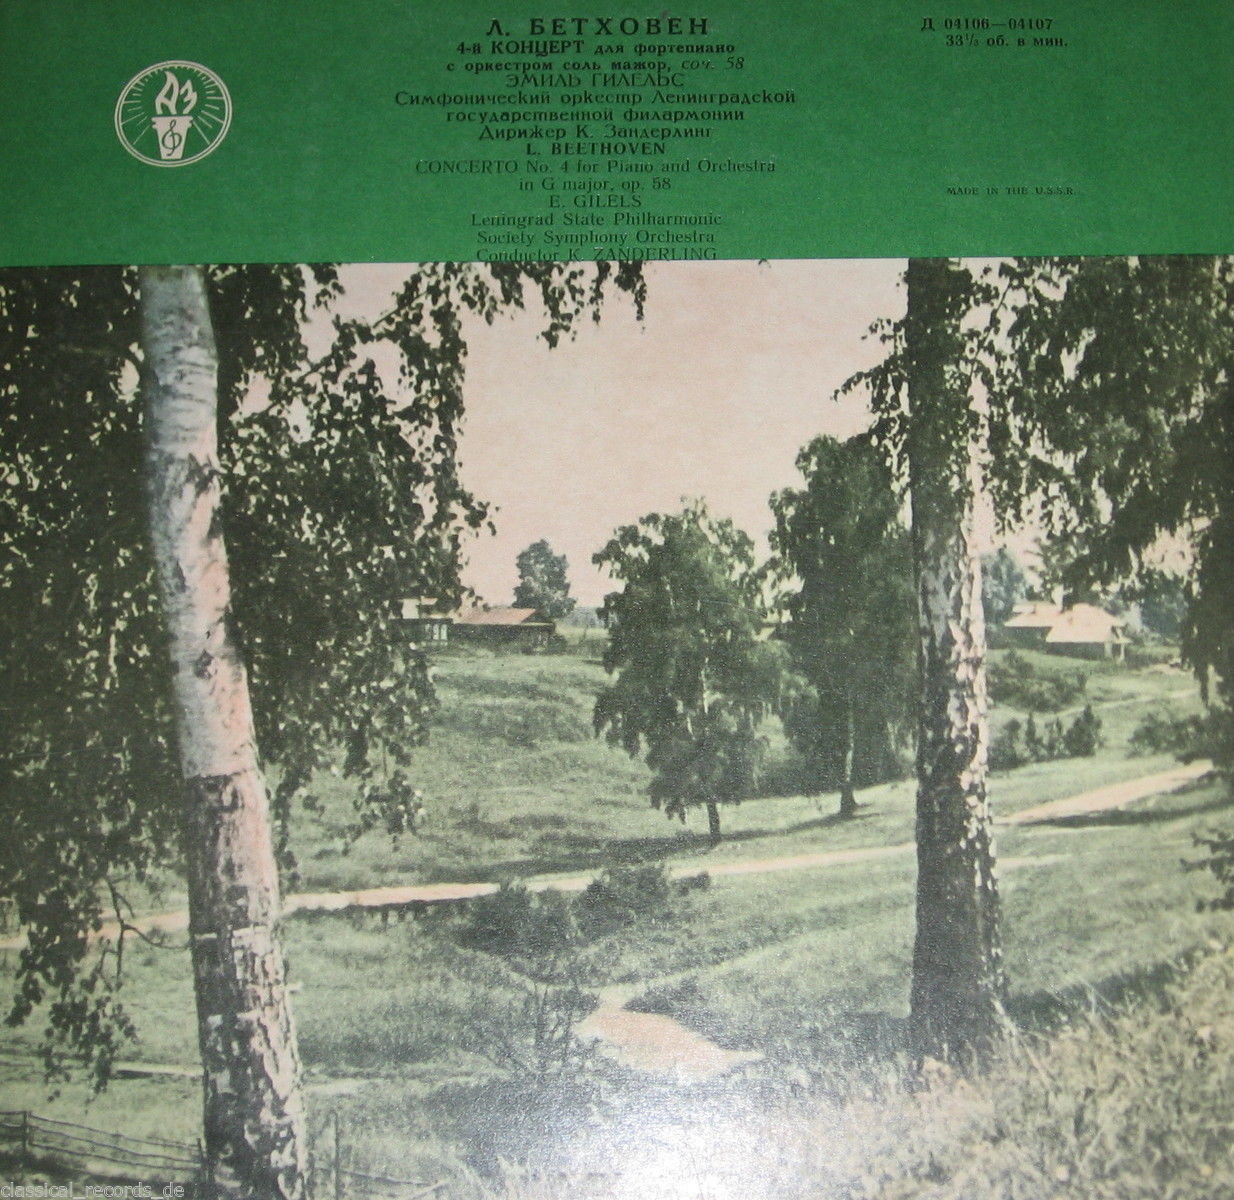 Л. БЕТХОВЕН
4-й КОНЦЕРТ для фортепиано
с оркестром соль мажор, соч. 58
ЭМИЛЬ ГИЛЕЛЬС
Симфонический оркестр Ленинградской
государственной филармонии
Дирижер К. Зандерлинг
L. BEETHOVEN
CONCERTO No. 4 for Piano and Orchestra
in G major, op. 58
E. GILELS
Leningrad State Philharmonic
Society Symphony Orchestra
Conductor K. ZANDERLING
Д 04106—04107
33⅓ об. в мин.
MADE IN THE U.S.S.R.
classical_records_de